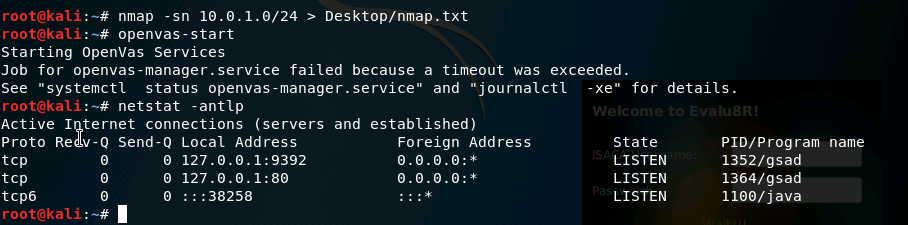 root@kali:~# nmap -sn 10.0.1.0/24 > Desktop/nmap.txt
root@kali:~# openvas-start
Starting OpenVas Services
Job for openvas-manager.service failed because a timeout was exceeded.
See "systemctl  status openvas-manager.service" and "journalctl  -xe" for details.
root@kali:~# netstat -antlp
Welcome to Evalu8R!
Active Internet connections (servers and established)
Proto Recv-Q Send-Q Local Address           Foreign Address         State       PID/Program name
ISACA Username:
tcp        0      0 127.0.0.1:9392          0.0.0.0:*               LISTEN      1352/gsad
tcp        0      0 127.0.0.1:80            0.0.0.0:*               LISTEN      1364/gsad
Password:
tcp6       0      0 :::38258                :::*                    LISTEN      1100/java
root@kali:~#